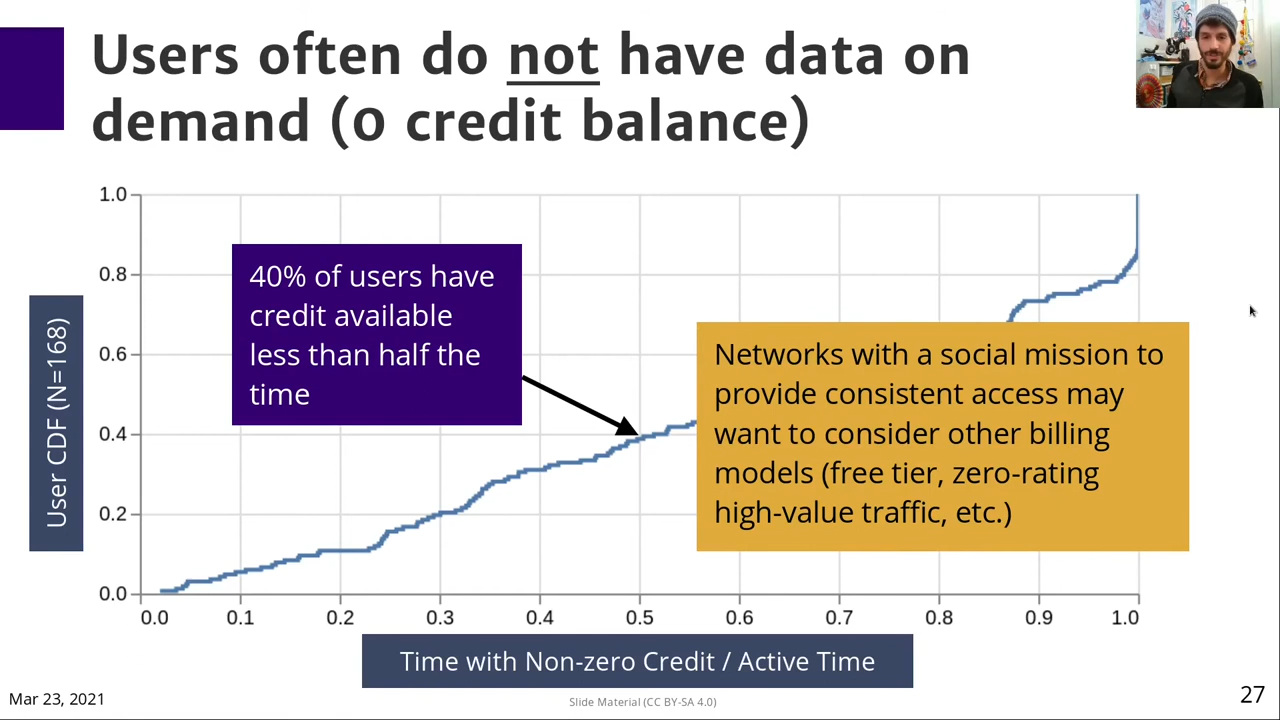 Users often do not have data on
demand (0 credit balance)
1.0
0.8
0.6
0.4
0.2
0.0
User CDF (N=168)
40% of users have
credit available
less than half the
time
Networks with a social mission to
provide consistent access may
want to consider other billing
models (free tier, zero-rating
high-value traffic, etc.)
0.0 0.1 0.2 0.3 0.4 0.5 0.6 0.7 0.8 0.9 1.0
Time with Non-zero Credit / Active Time
Mar 23, 2021
Slide Material (CC BY-SA 4.0)
27